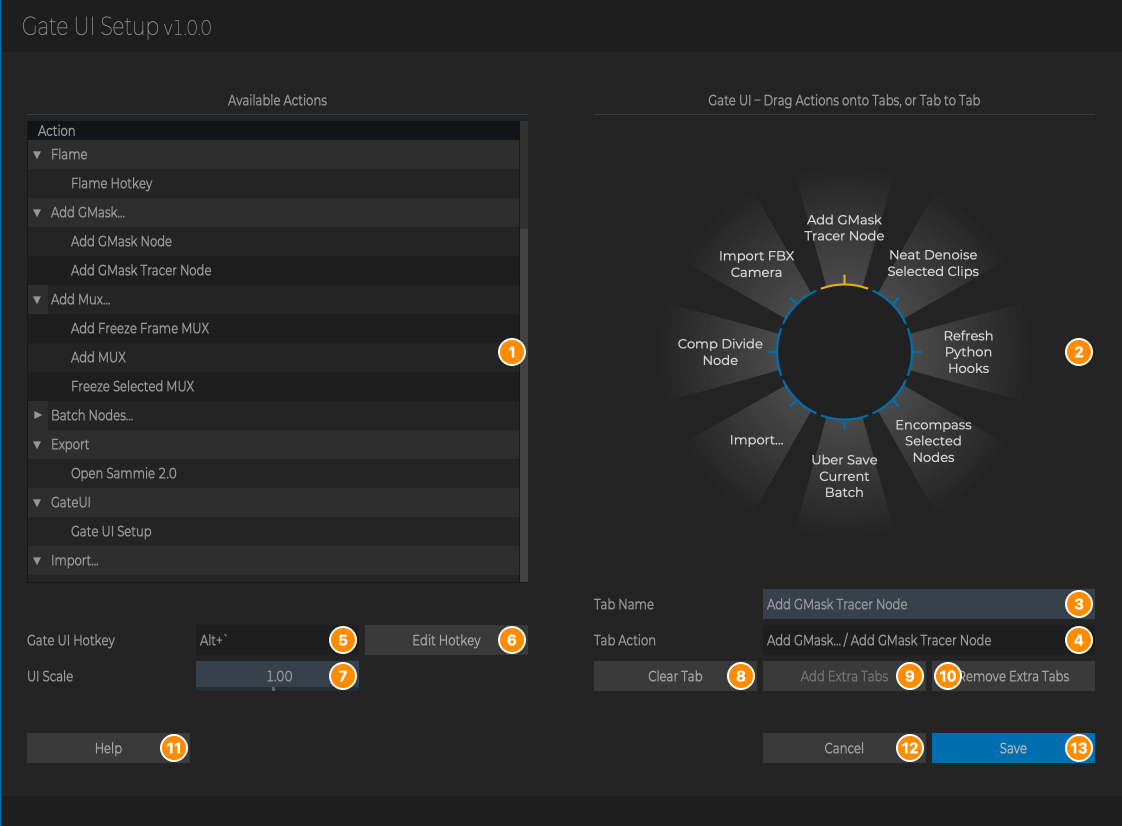 Gate UI Setup v1.0.0
Available Actions
Action
Flame
Flame Hotkey
Add GMask...
Add GMask Node
Add GMask Tracer Node
Add Mux...
Add Freeze Frame MUX
Add MUX
1
Freeze Selected MUX
Batch Nodes...
Export
Open Sammie 2.0
GateUI
Gate UI Setup
Import...
Gate UI – Drag Actions onto Tabs, or Tab to Tab
Add GMask
Tracer Node
Neat Denoise
Selected Clips
Refresh
Python
Hooks
2
Encompass
Selected
Nodes
Uber Save
Current
Batch
Import...
Comp Divide
Node
Import FBX
Camera
Gate UI Hotkey
Alt+`
5
Edit Hotkey
6
UI Scale
1.00
7
Tab Name
Add GMask Tracer Node
3
Tab Action
Add GMask... / Add GMask Tracer Node
4
Clear Tab
8
Add Extra Tabs
9
10
Remove Extra Tabs
Help
11
Cancel
12
Save
13